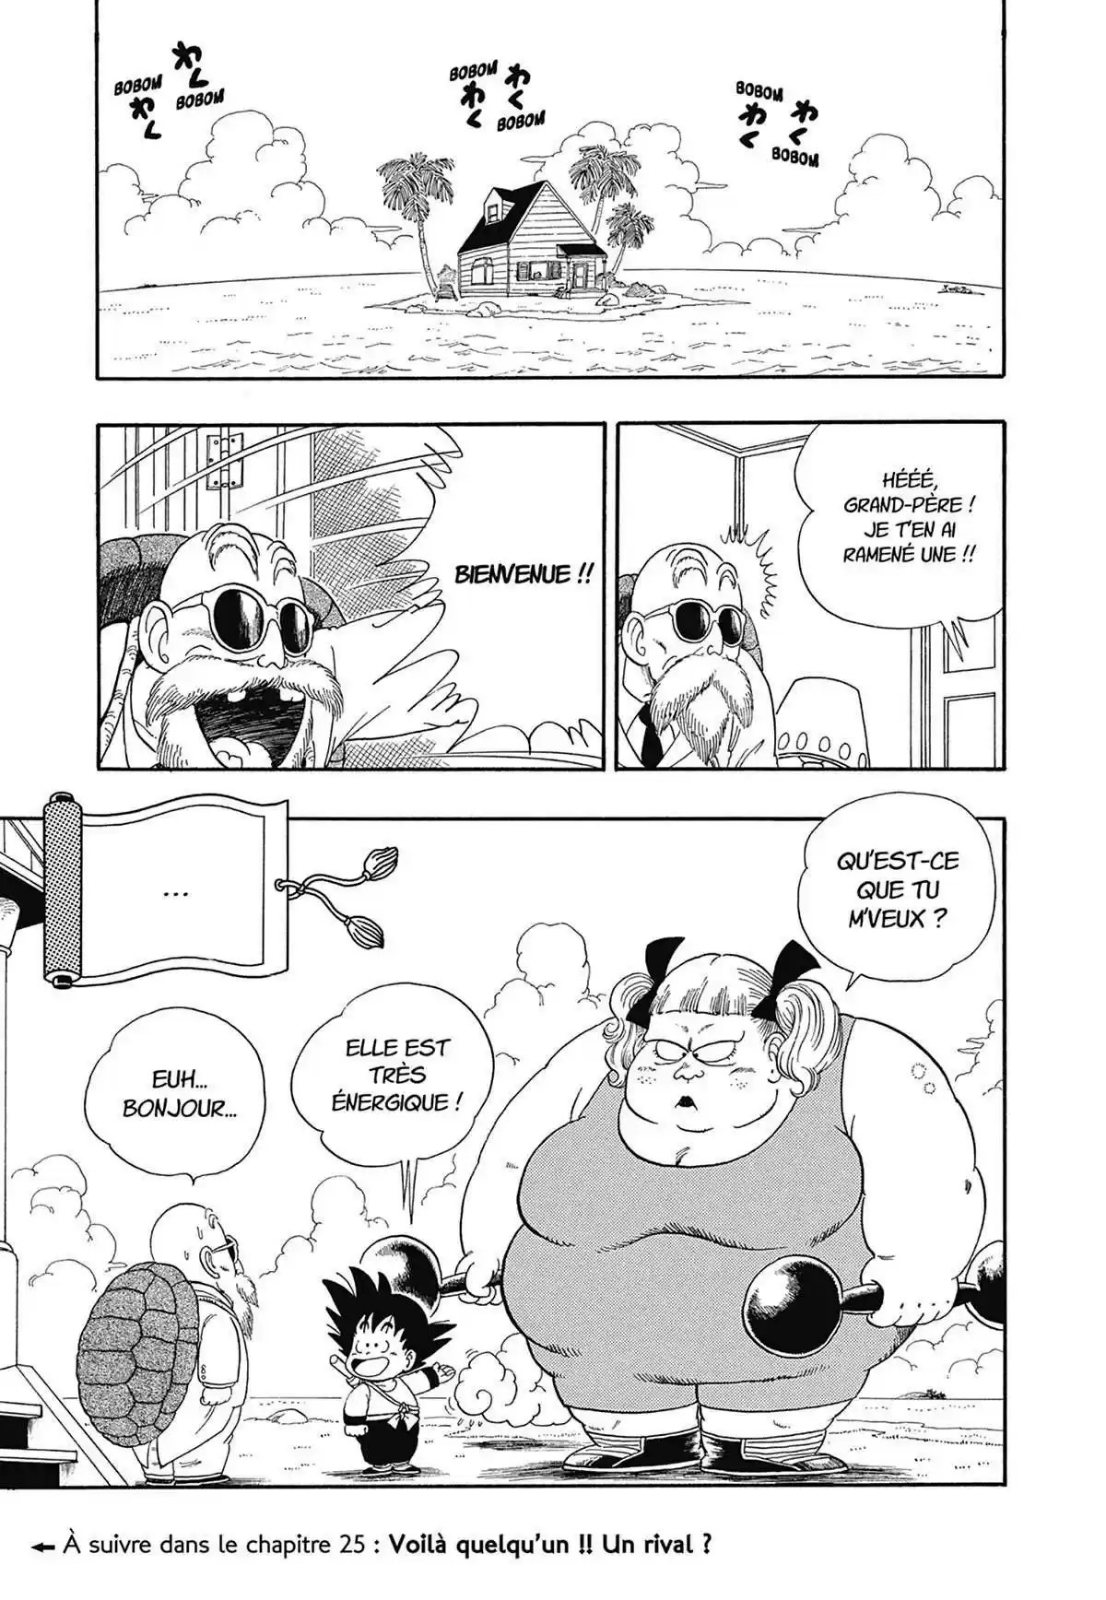 BOBOM
わく
BOBOM
わく
BOBOM
わく
BOBOM
わく
BOBOM
わく
BOBOM
わく
HÉÉÉ,
GRAND-PÈRE !
JE T'EN AI
RAMENÉ UNE !!
BIENVENUE !!
...
QU'EST-CE
QUE TU
M'VEUX ?
ELLE EST
TRÈS
ÉNERGIQUE !
EUH...
BONJOUR...
À suivre dans le chapitre 25 : Voilà quelqu'un !! Un rival ?